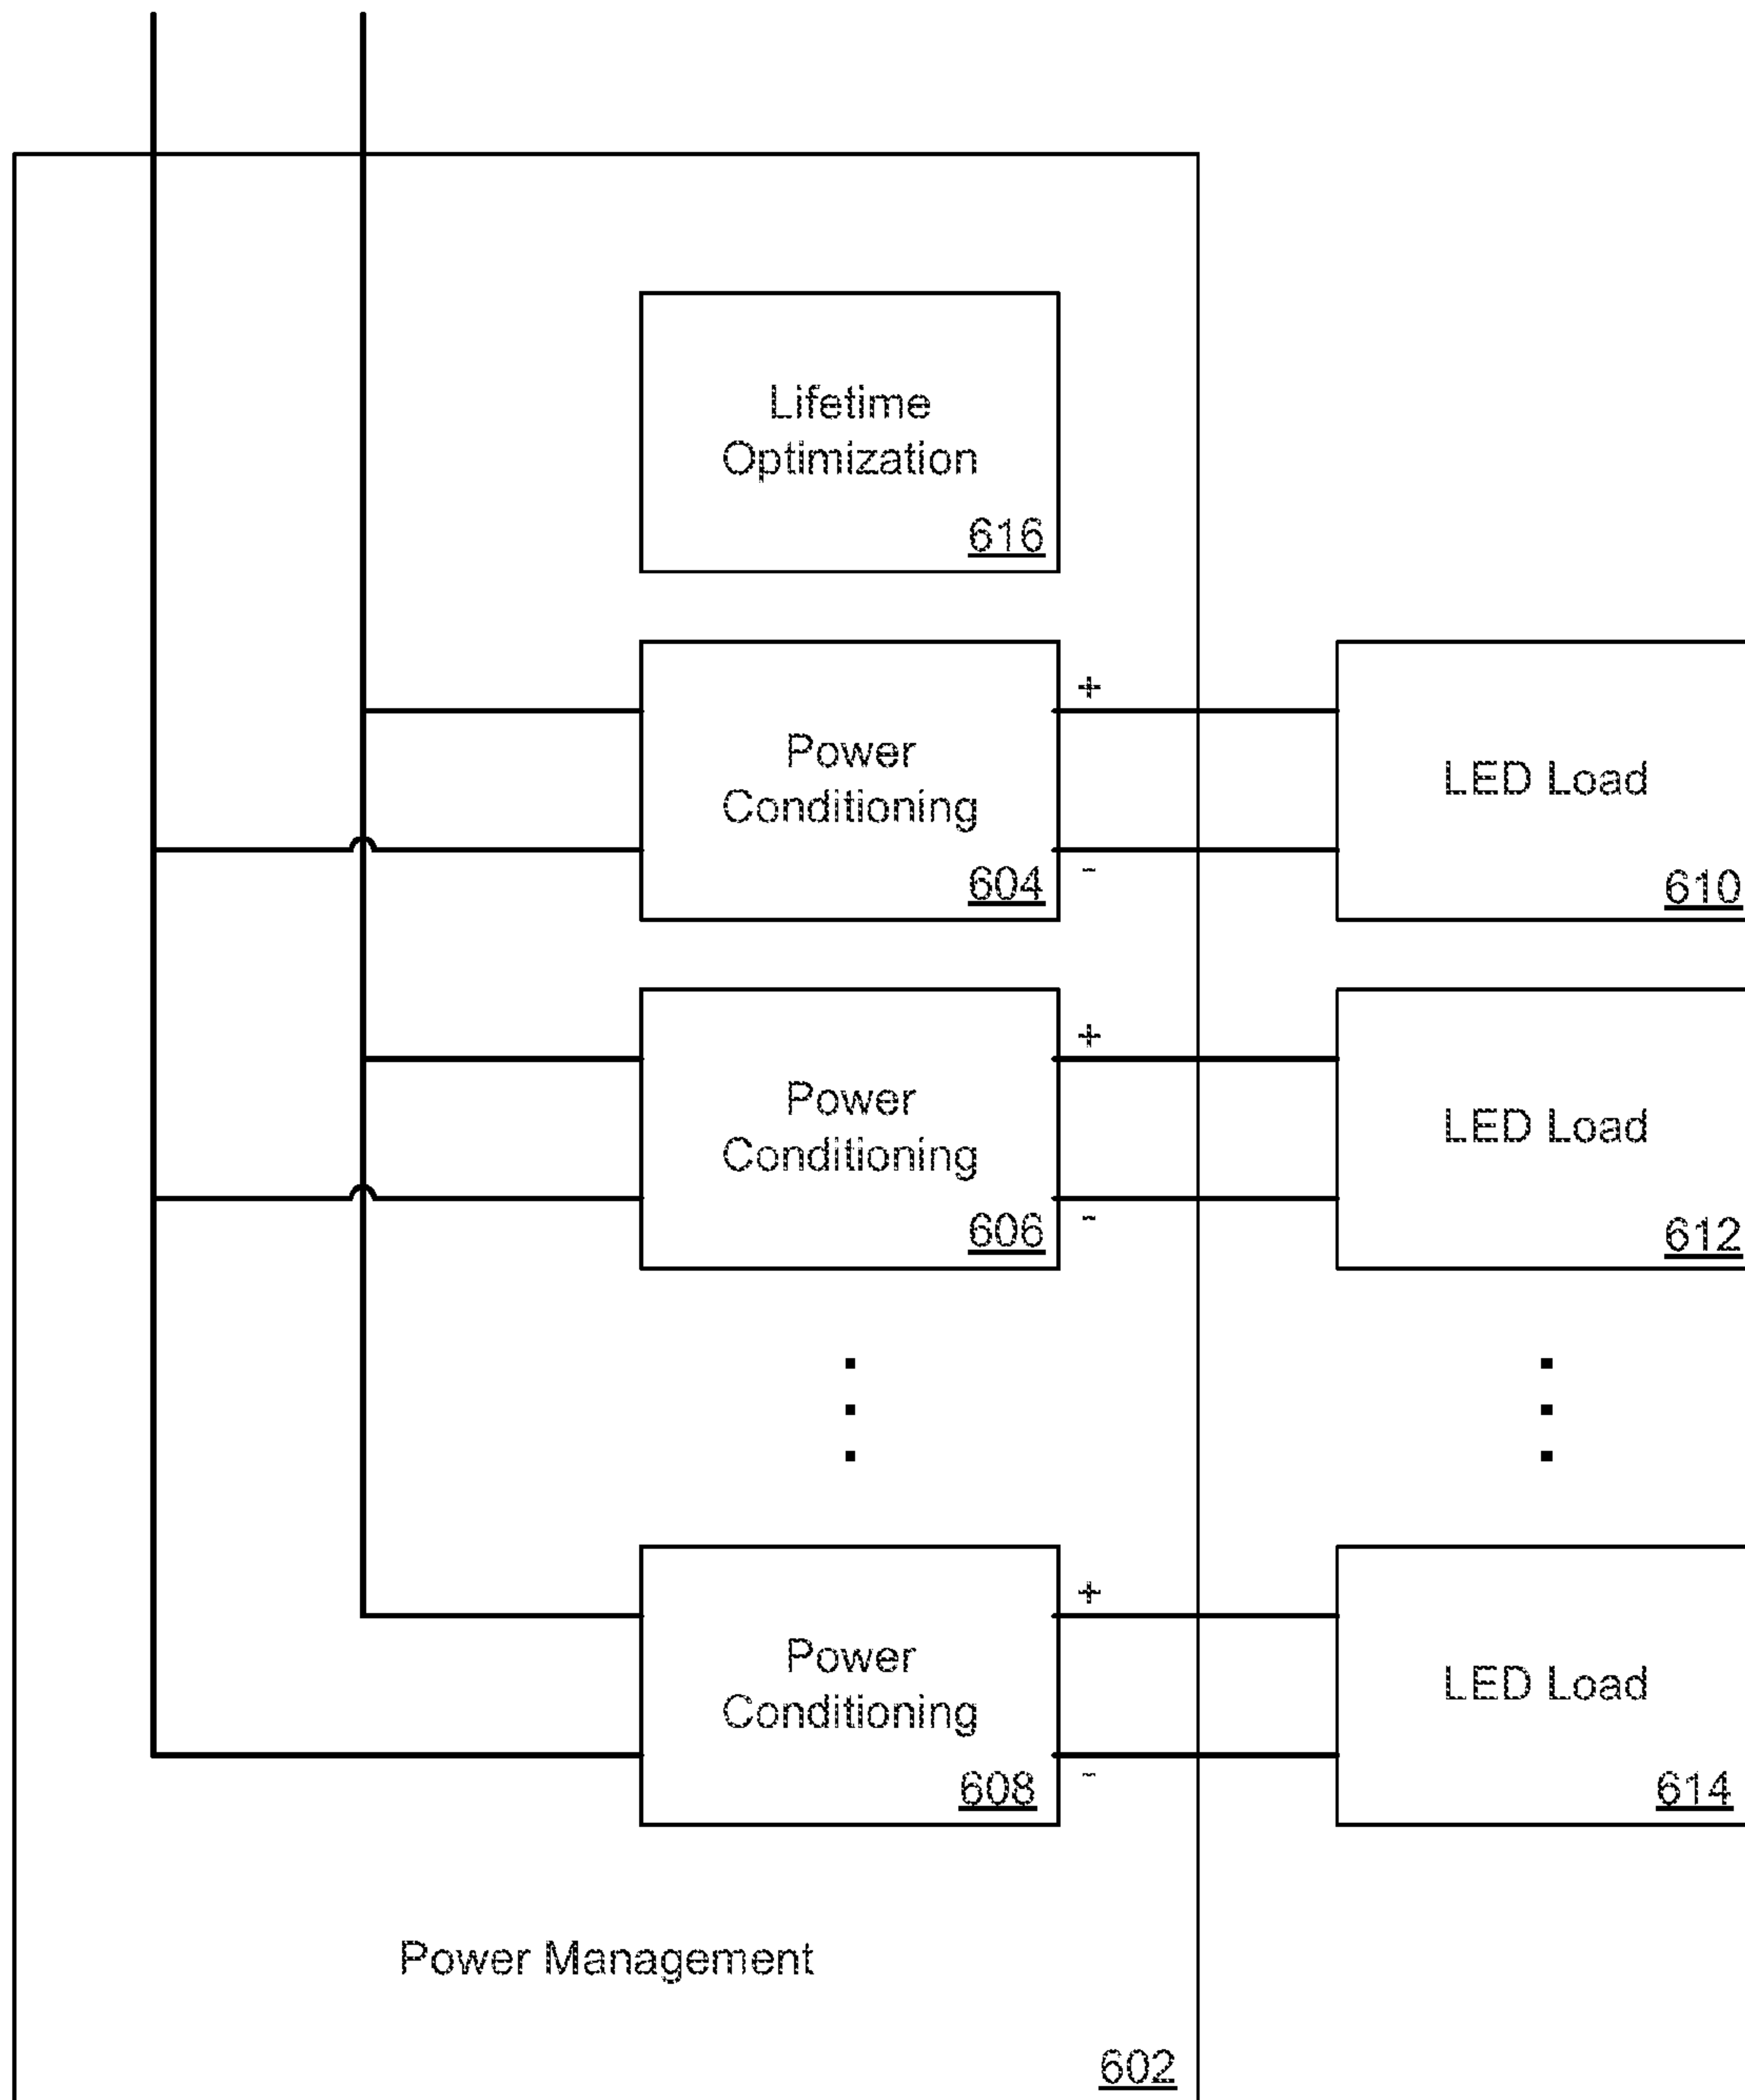 Lifetime
Optimization
616
+
Power
Conditioning
604
-
LED Load
610
+
Power
Conditioning
606
-
LED Load
612
+
Power
Conditioning
608
-
LED Load
614
Power Management
602